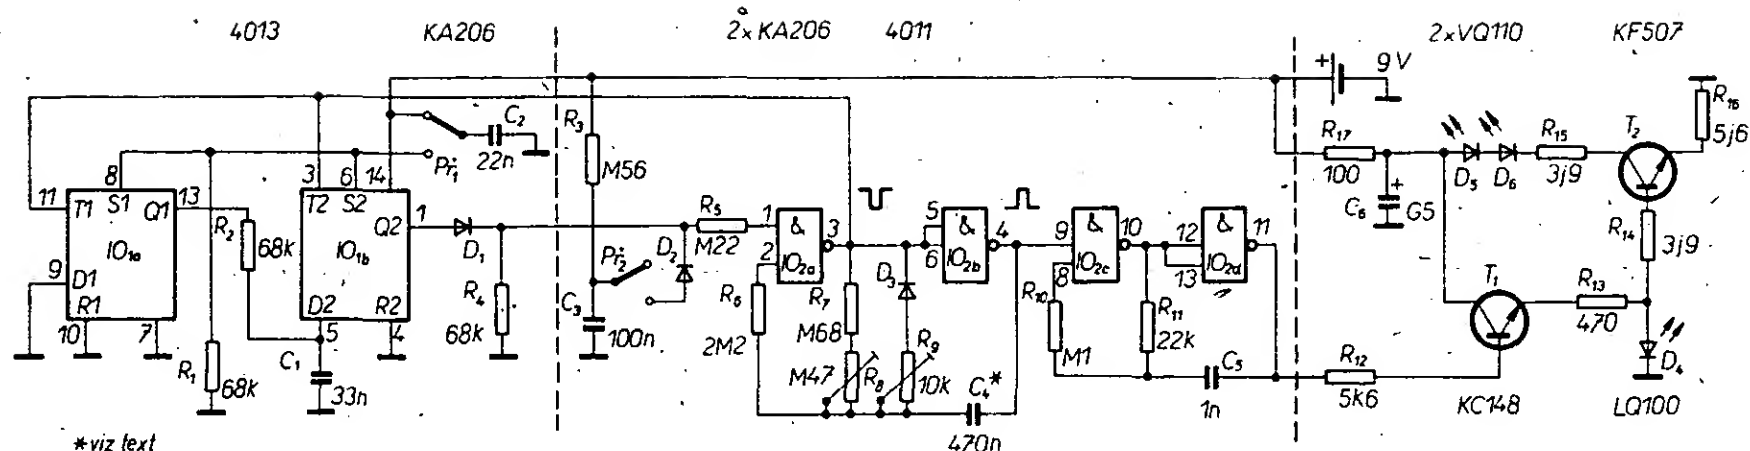 4013 KA206 2xKA206 4011 2xVQ110 KF507
+ 9V
C2
22n
Př1
R3
M56
R17
100
R15
3j9
T2
R16
5j6
D5 D6
C6 + G5
11 T1
8
S1
13
Q1
IO1a
9
D1
R1
10
7
R2
68k
3
T2
6
S2
14
1
Q2
IO1b
D2
5
R2
4
D1
R4
68k
R1
68k
C1
33n
Př2
C3
100n
D2
R5
M22
1
2
&
3
IO2a
R6
2M2
R7
M68
M47
R8
D3
R9
10k
C4*
470n
5
6
&
4
IO2b
9
8
&
10
IO2c
R10
M1
R11
22k
12
13
&
11
IO2d
C5
1n
R12
5k6
T1
KC148
R13
470
R14
3j9
D4
LQ100
*viz text